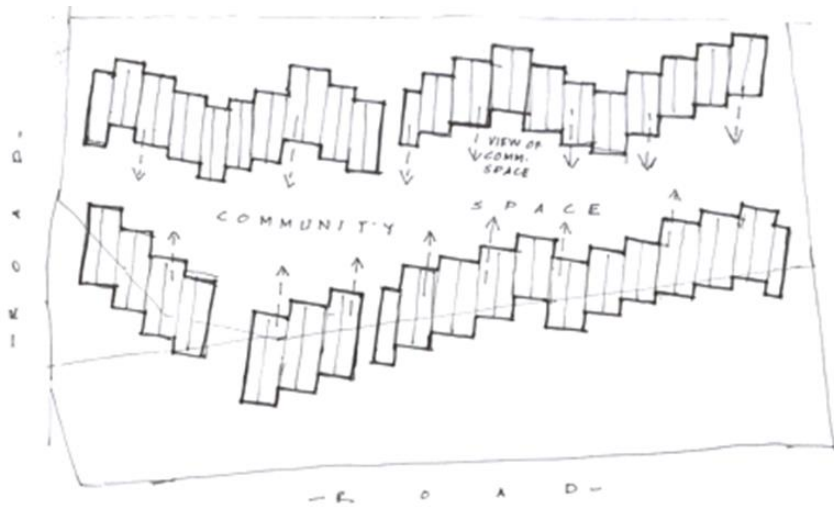 VIEW OF
COMM.
SPACE
COMMUNITY SPACE
- ROAD -
- ROAD -